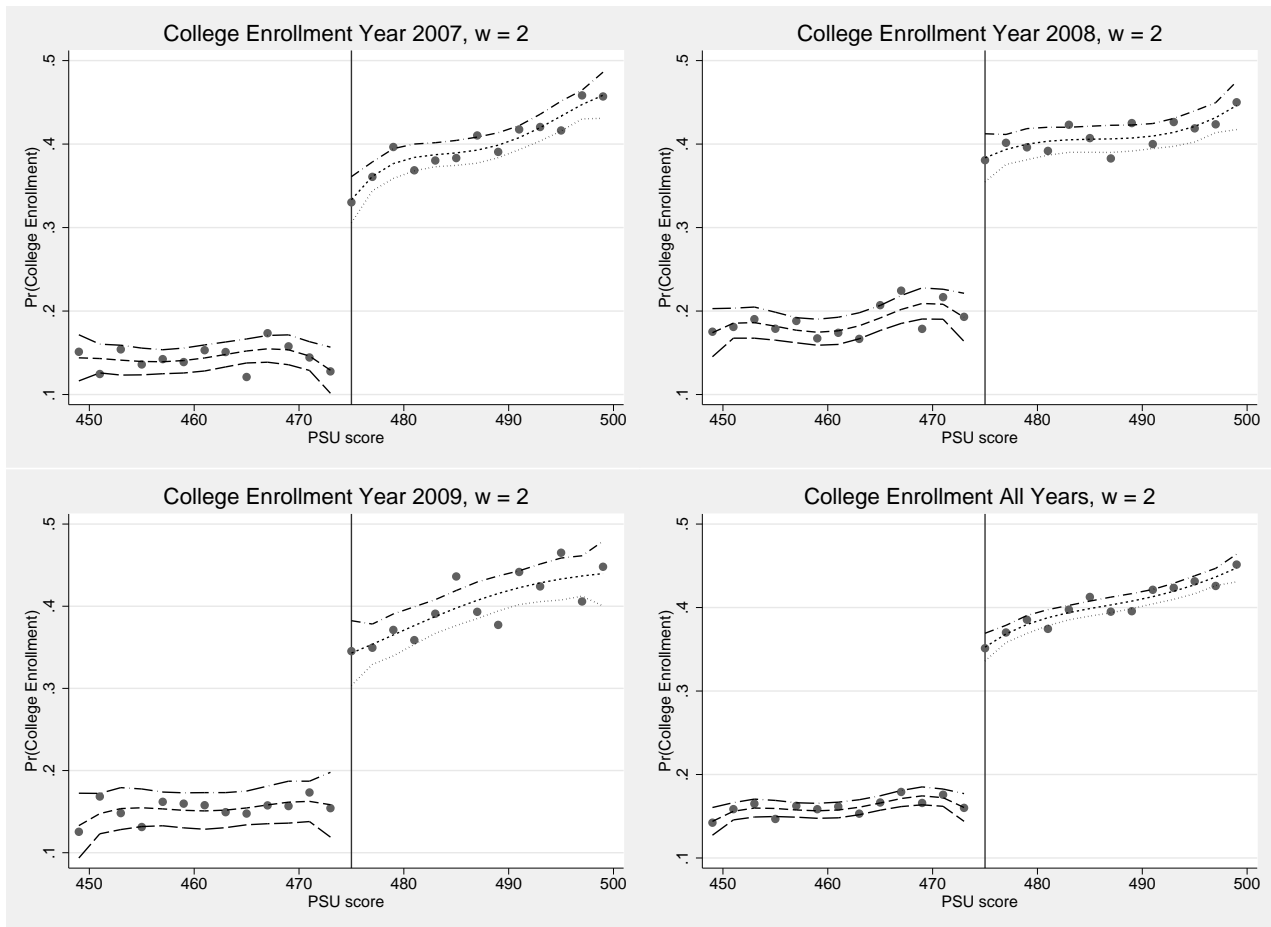 College Enrollment Year 2007, w = 2
Pr(College Enrollment)
.5
.4
.3
.2
.1
450 460 470 480 490 500
PSU score
College Enrollment Year 2008, w = 2
Pr(College Enrollment)
.5
.4
.3
.2
.1
450 460 470 480 490 500
PSU score
College Enrollment Year 2009, w = 2
Pr(College Enrollment)
.5
.4
.3
.2
.1
450 460 470 480 490 500
PSU score
College Enrollment All Years, w = 2
Pr(College Enrollment)
.5
.4
.3
.2
.1
450 460 470 480 490 500
PSU score